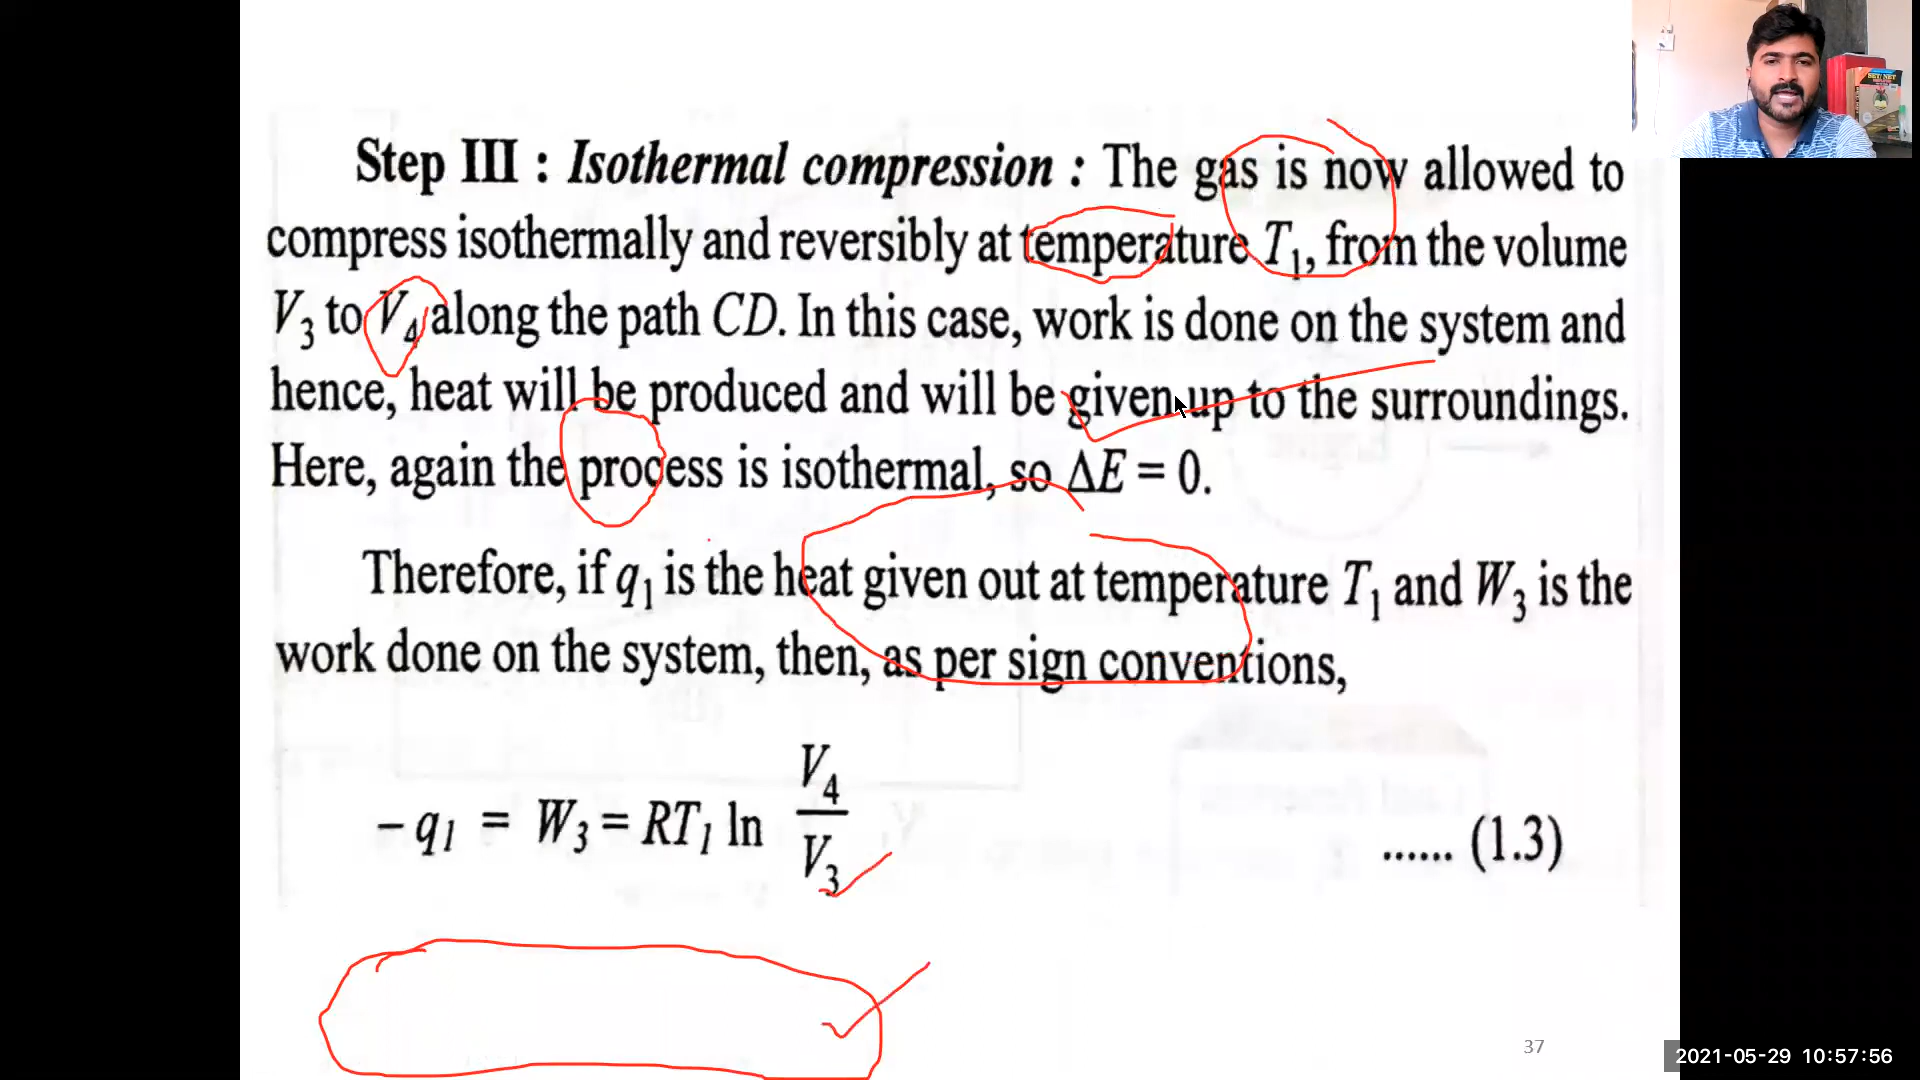 Step III : Isothermal compression : The gas is now allowed to
compress isothermally and reversibly at temperature T₁, from the volume
V₃ to V₄ along the path CD. In this case, work is done on the system and
hence, heat will be produced and will be given up to the surroundings.
Here, again the process is isothermal, so ΔE = 0.
Therefore, if q₁ is the heat given out at temperature T₁ and W₃ is the
work done on the system, then, as per sign conventions,
– q₁ = W₃ = RT₁ ln V₄/V₃ ...... (1.3)
37
2021-05-29 10:57:56